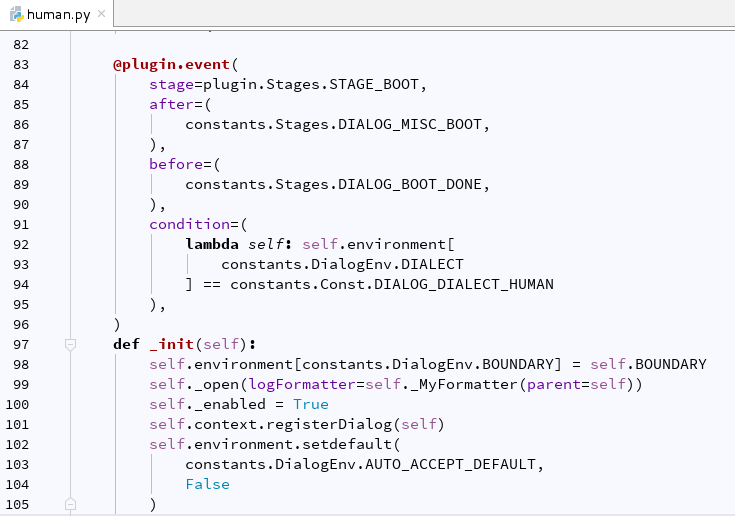 human.py
82
83 @plugin.event(
84 stage=plugin.Stages.STAGE_BOOT,
85 after=(
86 constants.Stages.DIALOG_MISC_BOOT,
87 ),
88 before=(
89 constants.Stages.DIALOG_BOOT_DONE,
90 ),
91 condition=(
92 lambda self: self.environment[
93 constants.DialogEnv.DIALECT
94 ] == constants.Const.DIALOG_DIALECT_HUMAN
95 ),
96 )
97 def _init(self):
98 self.environment[constants.DialogEnv.BOUNDARY] = self.BOUNDARY
99 self._open(logFormatter=self._MyFormatter(parent=self))
100 self._enabled = True
101 self.context.registerDialog(self)
102 self.environment.setdefault(
103 constants.DialogEnv.AUTO_ACCEPT_DEFAULT,
104 False
105 )